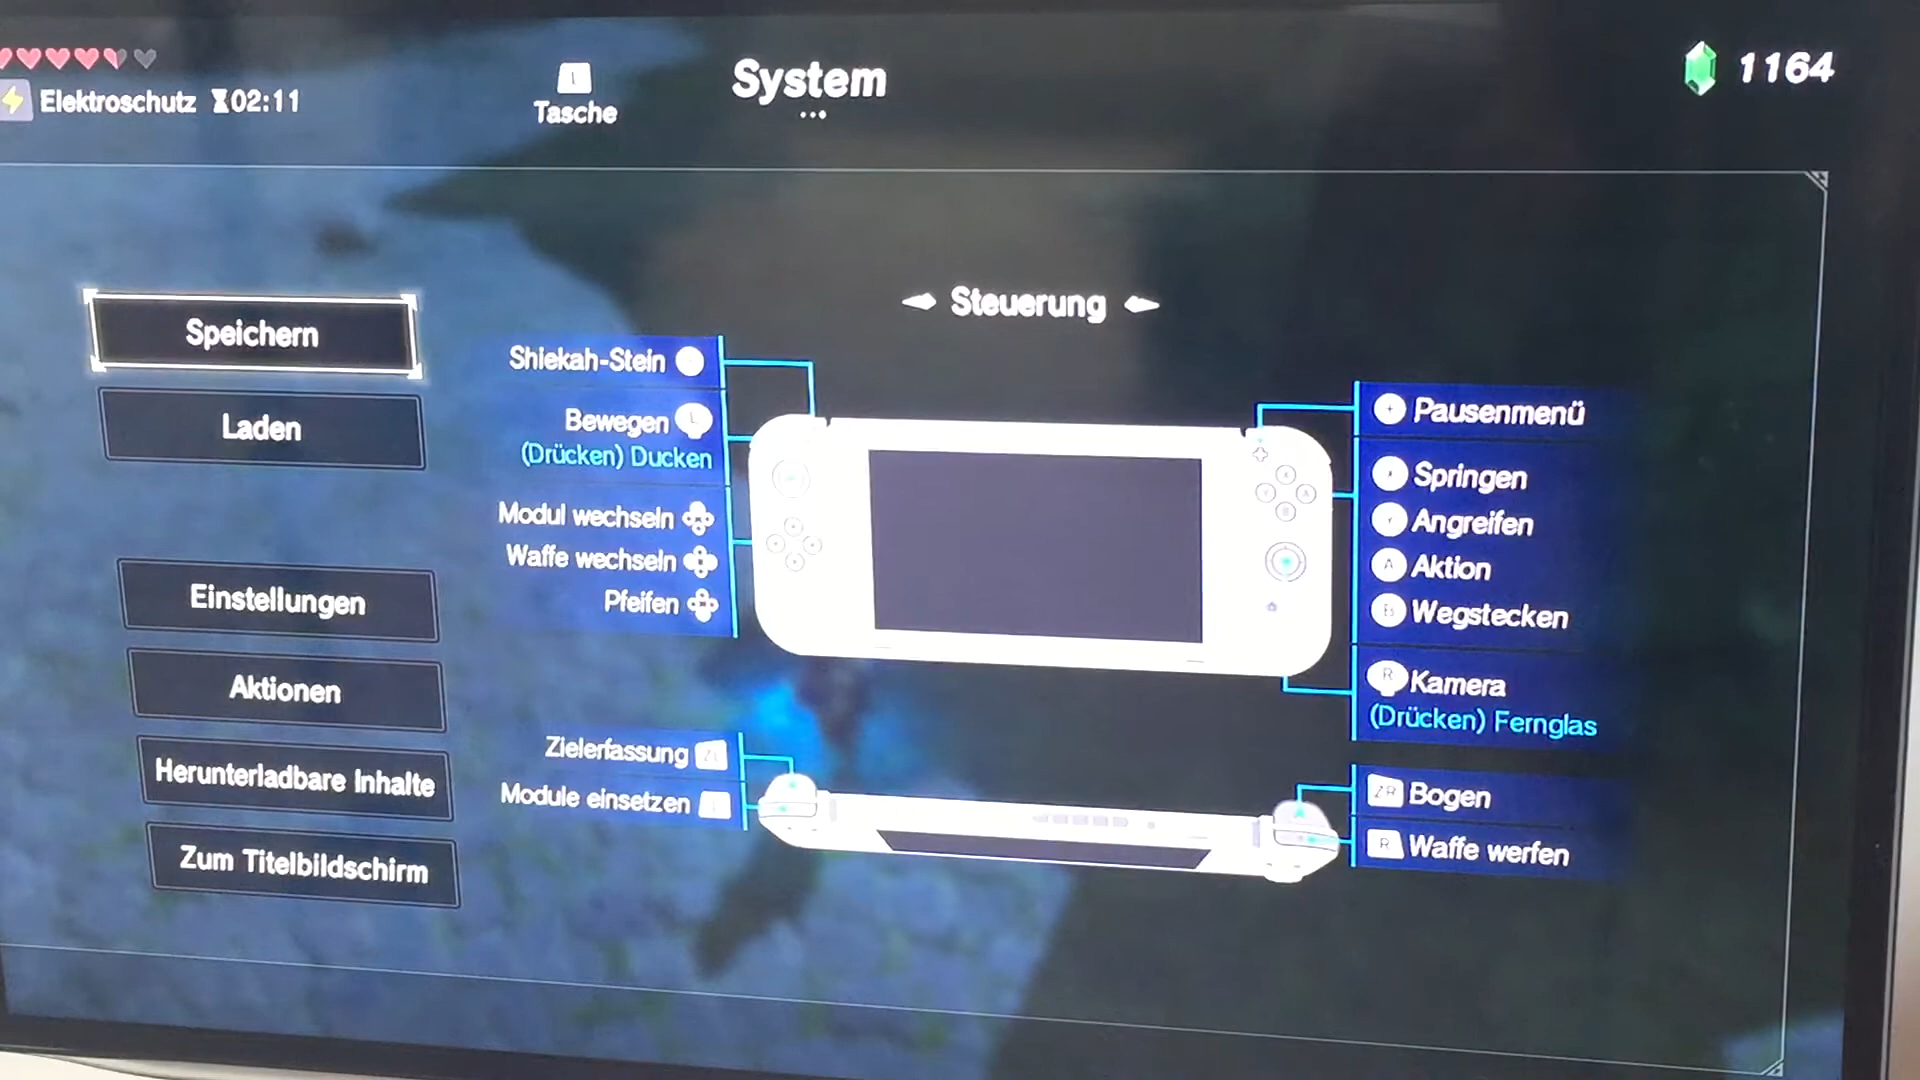 Elektroschutz 02:11
L
Tasche
System
1164
Steuerung
Speichern
Laden
Einstellungen
Aktionen
Herunterladbare Inhalte
Zum Titelbildschirm
Shiekah-Stein
Bewegen L
(Drücken) Ducken
Modul wechseln
Waffe wechseln
Pfeifen
Zielerfassung ZL
Module einsetzen L
+ Pausenmenü
Springen
Y Angreifen
A Aktion
B Wegstecken
R Kamera
(Drücken) Fernglas
ZR Bogen
R Waffe werfen